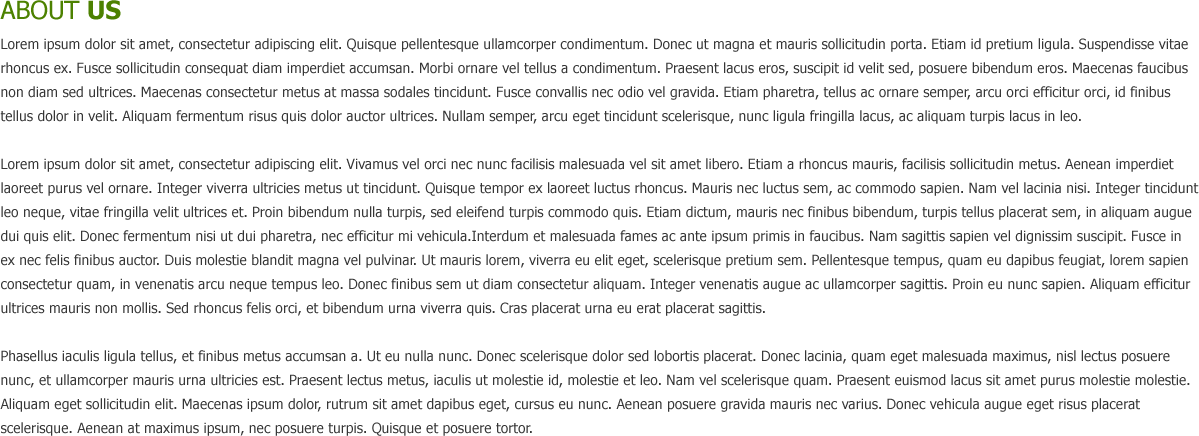 ABOUT US
Lorem ipsum dolor sit amet, consectetur adipiscing elit. Quisque pellentesque ullamcorper condimentum. Donec ut magna et mauris sollicitudin porta. Etiam id pretium ligula. Suspendisse vitae
rhoncus ex. Fusce sollicitudin consequat diam imperdiet accumsan. Morbi ornare vel tellus a condimentum. Praesent lacus eros, suscipit id velit sed, posuere bibendum eros. Maecenas faucibus
non diam sed ultrices. Maecenas consectetur metus at massa sodales tincidunt. Fusce convallis nec odio vel gravida. Etiam pharetra, tellus ac ornare semper, arcu orci efficitur orci, id finibus
tellus dolor in velit. Aliquam fermentum risus quis dolor auctor ultrices. Nullam semper, arcu eget tincidunt scelerisque, nunc ligula fringilla lacus, ac aliquam turpis lacus in leo.
Lorem ipsum dolor sit amet, consectetur adipiscing elit. Vivamus vel orci nec nunc facilisis malesuada vel sit amet libero. Etiam a rhoncus mauris, facilisis sollicitudin metus. Aenean imperdiet
laoreet purus vel ornare. Integer viverra ultricies metus ut tincidunt. Quisque tempor ex laoreet luctus rhoncus. Mauris nec luctus sem, ac commodo sapien. Nam vel lacinia nisi. Integer tincidunt
leo neque, vitae fringilla velit ultrices et. Proin bibendum nulla turpis, sed eleifend turpis commodo quis. Etiam dictum, mauris nec finibus bibendum, turpis tellus placerat sem, in aliquam augue
dui quis elit. Donec fermentum nisi ut dui pharetra, nec efficitur mi vehicula.Interdum et malesuada fames ac ante ipsum primis in faucibus. Nam sagittis sapien vel dignissim suscipit. Fusce in
ex nec felis finibus auctor. Duis molestie blandit magna vel pulvinar. Ut mauris lorem, viverra eu elit eget, scelerisque pretium sem. Pellentesque tempus, quam eu dapibus feugiat, lorem sapien
consectetur quam, in venenatis arcu neque tempus leo. Donec finibus sem ut diam consectetur aliquam. Integer venenatis augue ac ullamcorper sagittis. Proin eu nunc sapien. Aliquam efficitur
ultrices mauris non mollis. Sed rhoncus felis orci, et bibendum urna viverra quis. Cras placerat urna eu erat placerat sagittis.
Phasellus iaculis ligula tellus, et finibus metus accumsan a. Ut eu nulla nunc. Donec scelerisque dolor sed lobortis placerat. Donec lacinia, quam eget malesuada maximus, nisl lectus posuere
nunc, et ullamcorper mauris urna ultricies est. Praesent lectus metus, iaculis ut molestie id, molestie et leo. Nam vel scelerisque quam. Praesent euismod lacus sit amet purus molestie molestie.
Aliquam eget sollicitudin elit. Maecenas ipsum dolor, rutrum sit amet dapibus eget, cursus eu nunc. Aenean posuere gravida mauris nec varius. Donec vehicula augue eget risus placerat
scelerisque. Aenean at maximus ipsum, nec posuere turpis. Quisque et posuere tortor.